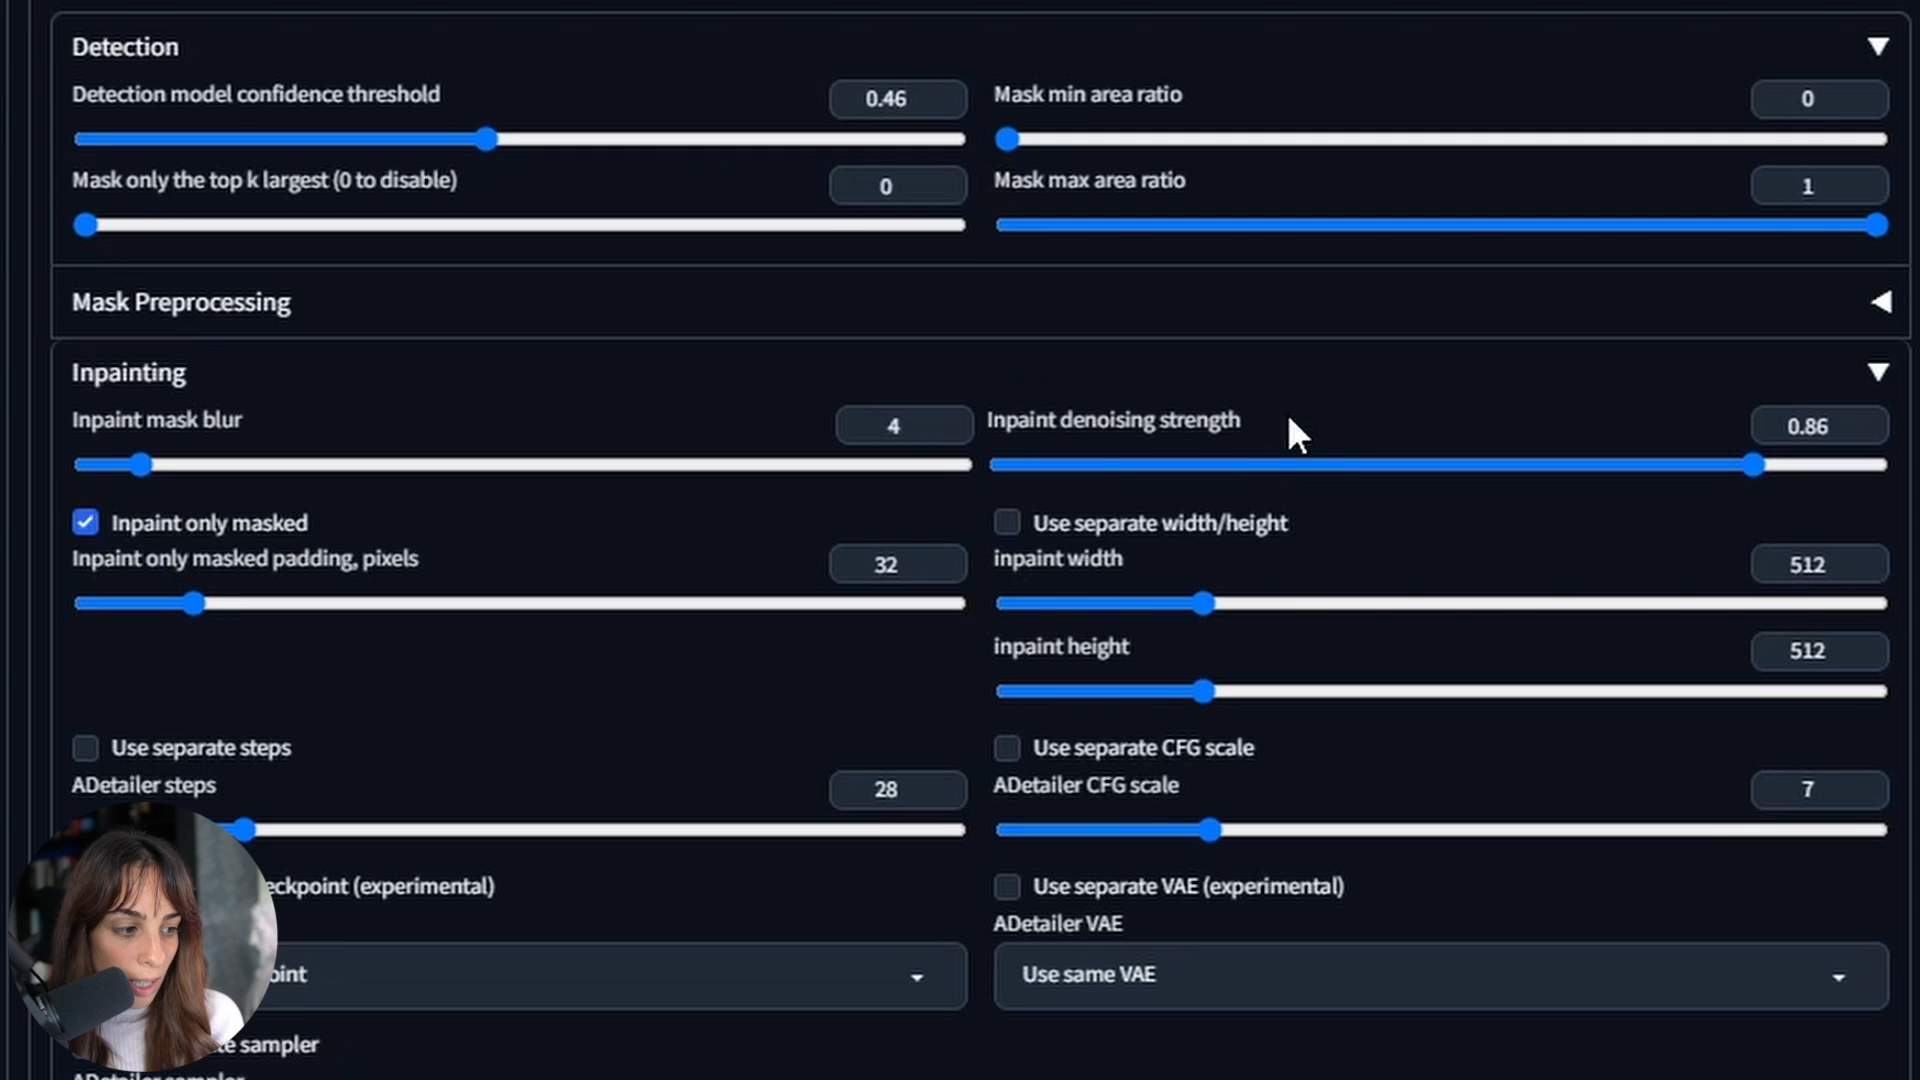 Detection
Detection model confidence threshold 0.46
Mask min area ratio 0
Mask only the top k largest (0 to disable) 0
Mask max area ratio 1
Mask Preprocessing
Inpainting
Inpaint mask blur 4
Inpaint denoising strength 0.86
Inpaint only masked
Use separate width/height
Inpaint only masked padding, pixels 32
inpaint width 512
inpaint height 512
Use separate steps
Use separate CFG scale
ADetailer steps 28
ADetailer CFG scale 7
(experimental)
Use separate VAE (experimental)
ADetailer VAE
Use same VAE
sampler